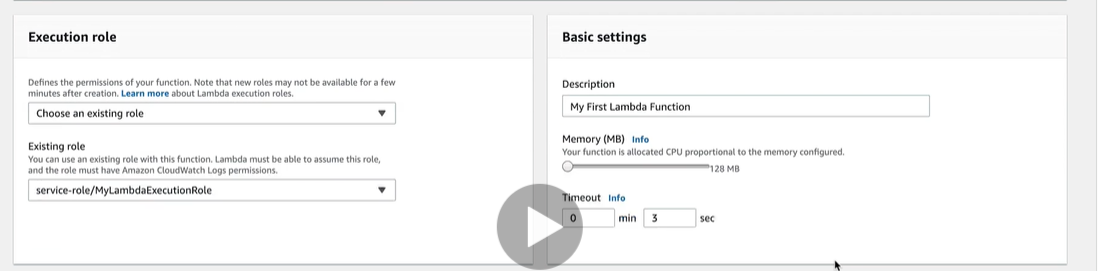 Execution role
Defines the permissions of your function. Note that new roles may not be available for a few
minutes after creation. Learn more about Lambda execution roles.
Choose an existing role
Existing role
You can use an existing role with this function. Lambda must be able to assume this role,
and the role must have Amazon CloudWatch Logs permissions.
service-role/MyLambdaExecutionRole
Basic settings
Description
My First Lambda Function
Memory (MB) Info
Your function is allocated CPU proportional to the memory configured.
128 MB
Timeout Info
0 min 3 sec